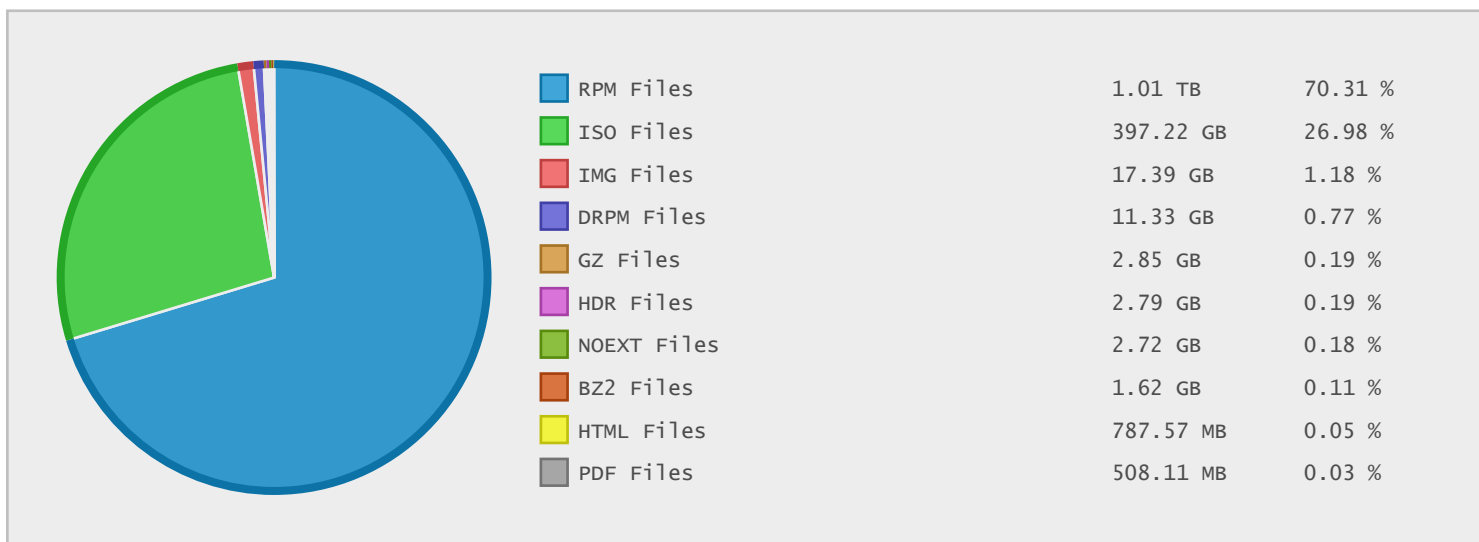 RPM Files 1.01 TB 70.31 %
ISO Files 397.22 GB 26.98 %
IMG Files 17.39 GB 1.18 %
DRPM Files 11.33 GB 0.77 %
GZ Files 2.85 GB 0.19 %
HDR Files 2.79 GB 0.19 %
NOEXT Files 2.72 GB 0.18 %
BZ2 Files 1.62 GB 0.11 %
HTML Files 787.57 MB 0.05 %
PDF Files 508.11 MB 0.03 %